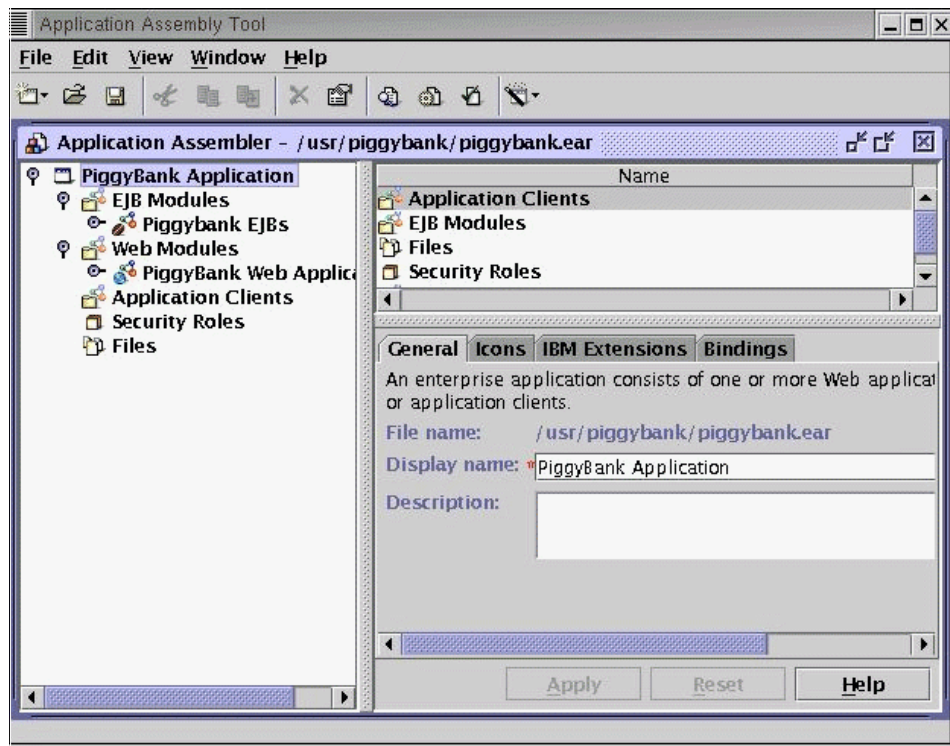 Application Assembly Tool
File Edit View Window Help
Application Assembler - /usr/piggybank/piggybank.ear
PiggyBank Application
EJB Modules
Piggybank EJBs
Web Modules
PiggyBank Web Applica
Application Clients
Security Roles
Files
Name
Application Clients
EJB Modules
Files
Security Roles
General Icons IBM Extensions Bindings
An enterprise application consists of one or more Web applicat
or application clients.
File name: /usr/piggybank/piggybank.ear
Display name: *PiggyBank Application
Description:
Apply Reset Help